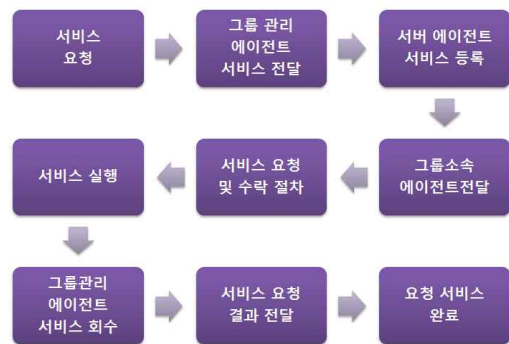 서비스
요청
그룹 관리
에이전트
서비스 전달
서버 에이전트
서비스 등록
그룹소속
에이전트전달
서비스 요청
및 수락 절차
서비스 실행
그룹관리
에이전트
서비스 회수
서비스 요청
결과 전달
요청 서비스
완료